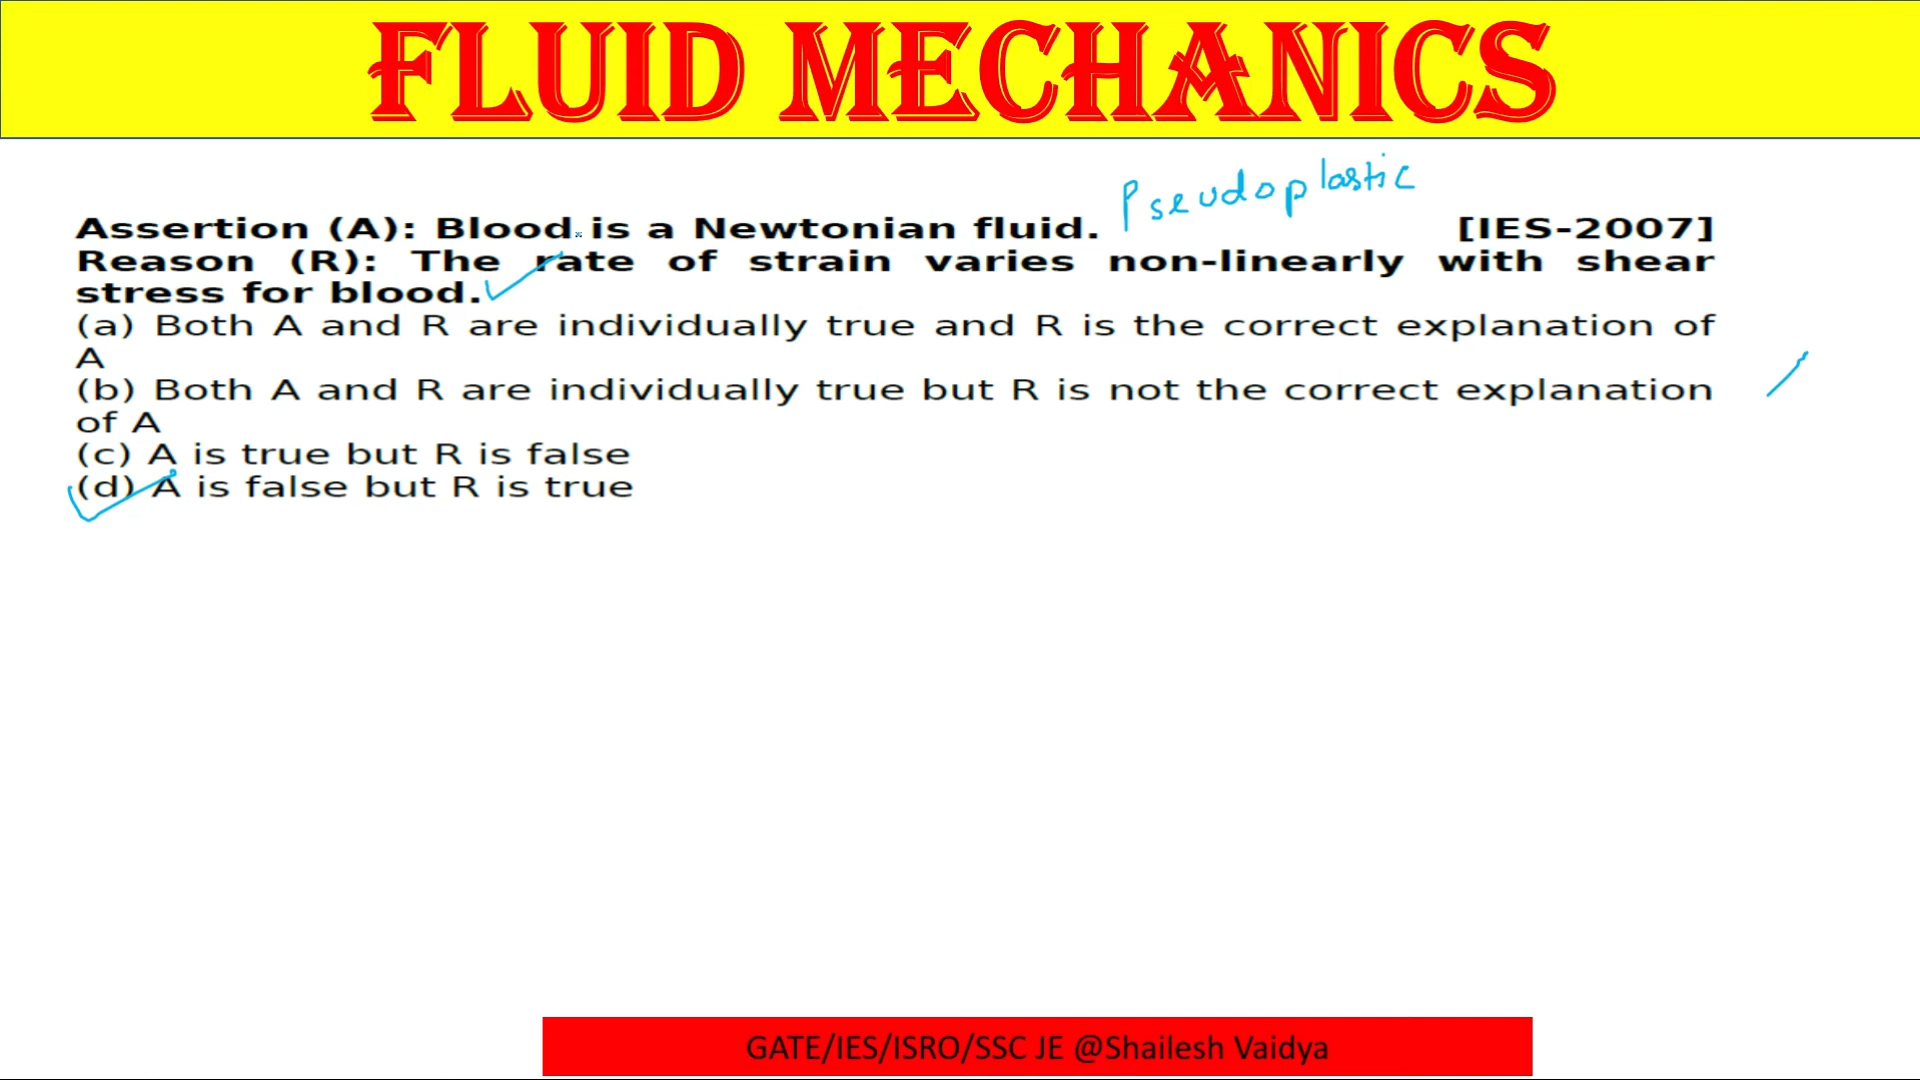 FLUID MECHANICS
Pseudoplastic
Assertion (A): Blood is a Newtonian fluid. [IES-2007]
Reason (R): The rate of strain varies non-linearly with shear
stress for blood.
(a) Both A and R are individually true and R is the correct explanation of
A
(b) Both A and R are individually true but R is not the correct explanation
of A
(c) A is true but R is false
(d) A is false but R is true
GATE/IES/ISRO/SSC JE @Shailesh Vaidya